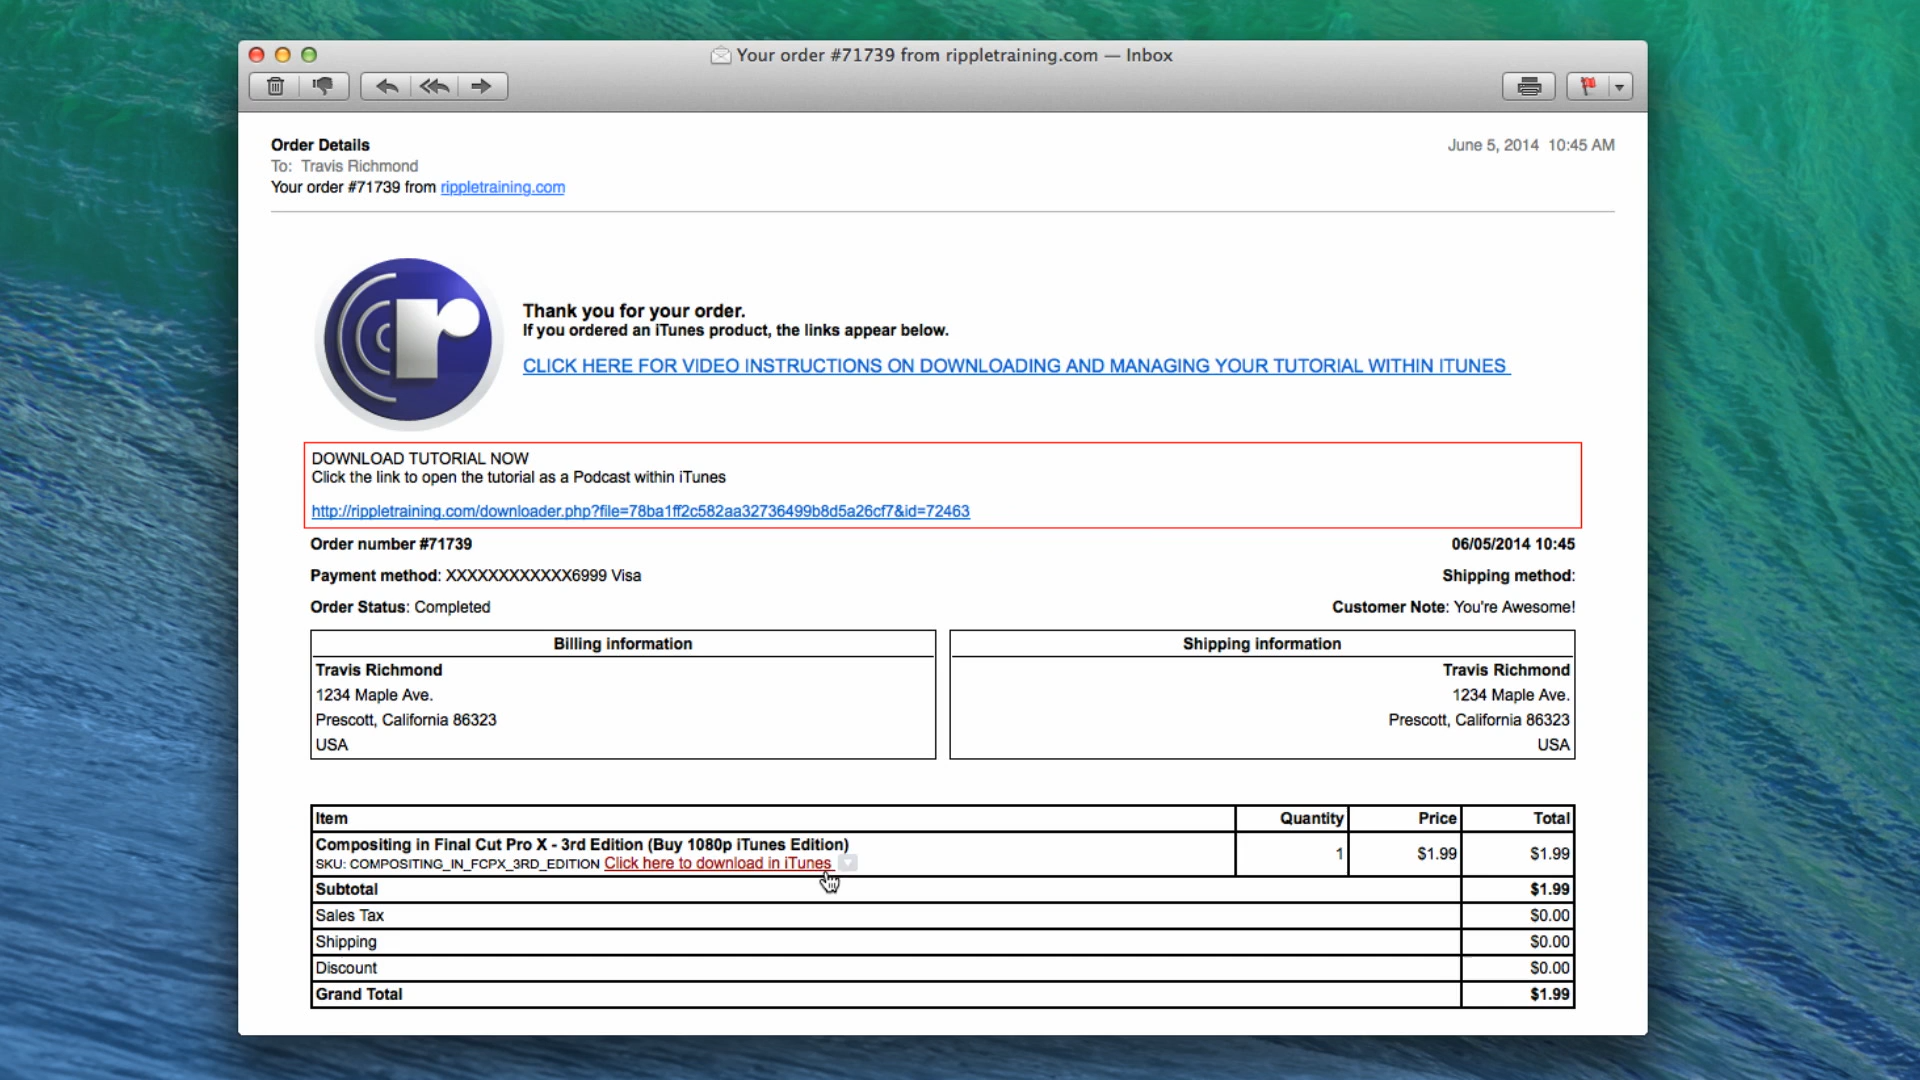 Your order #71739 from rippletraining.com — Inbox
Order Details
June 5, 2014 10:45 AM
To: Travis Richmond
Your order #71739 from rippletraining.com
r
Thank you for your order.
If you ordered an iTunes product, the links appear below.
CLICK HERE FOR VIDEO INSTRUCTIONS ON DOWNLOADING AND MANAGING YOUR TUTORIAL WITHIN ITUNES
DOWNLOAD TUTORIAL NOW
Click the link to open the tutorial as a Podcast within iTunes
http://rippletraining.com/downloader.php?file=78ba1ff2c582aa32736499b8d5a26cf7&id=72463
Order number #71739
06/05/2014 10:45
Payment method: XXXXXXXXXXXX6999 Visa
Shipping method:
Order Status: Completed
Customer Note: You're Awesome!
Billing information
Travis Richmond
1234 Maple Ave.
Prescott, California 86323
USA
Shipping information
Travis Richmond
1234 Maple Ave.
Prescott, California 86323
USA
Item Quantity Price Total
Compositing in Final Cut Pro X - 3rd Edition (Buy 1080p iTunes Edition)
SKU: COMPOSITING_IN_FCPX_3RD_EDITION Click here to download in iTunes
1 $1.99 $1.99
Subtotal $1.99
Sales Tax $0.00
Shipping $0.00
Discount $0.00
Grand Total $1.99